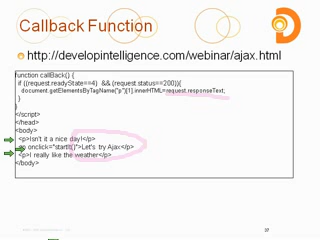 Callback Function
http://developintelligence.com/webinar/ajax.html
function callBack() {
if ((request.readyState==4) && (request.status==200)){
document.getElementsByTagName("p")[1].innerHTML=request.responseText;
}
}
</script>
</head>
<body>
<p>Isn't it a nice day!</p>
onclick="startIt()">Let's try Ajax</p>
<p>I really like the weather</p>
</body>
37